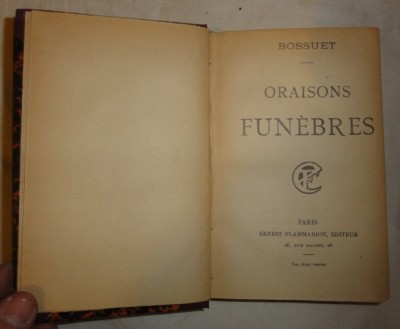 BOSSUET
ORAISONS
FUNÈBRES
PARIS
ERNEST FLAMMARION, ÉDITEUR
26, RUE RACINE, 26